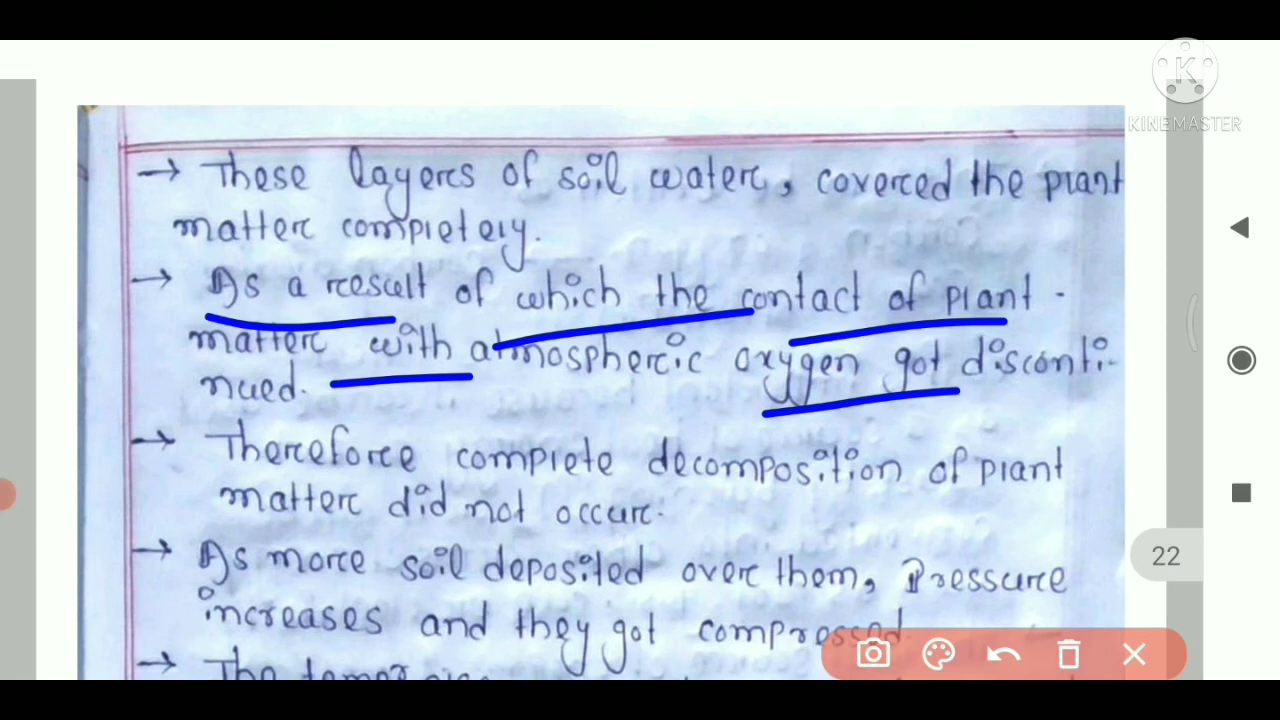 KINEMASTER
→ These layers of soil water, covered the plant
matter completely.
→ As a result of which the contact of plant -
matter with atmospheric oxygen got disconti-
nued.
→ Therefore complete decomposition of plant
matter did not occur.
→ As more soil deposited over them, Pressure
increases and they got compressed.
→ The
22